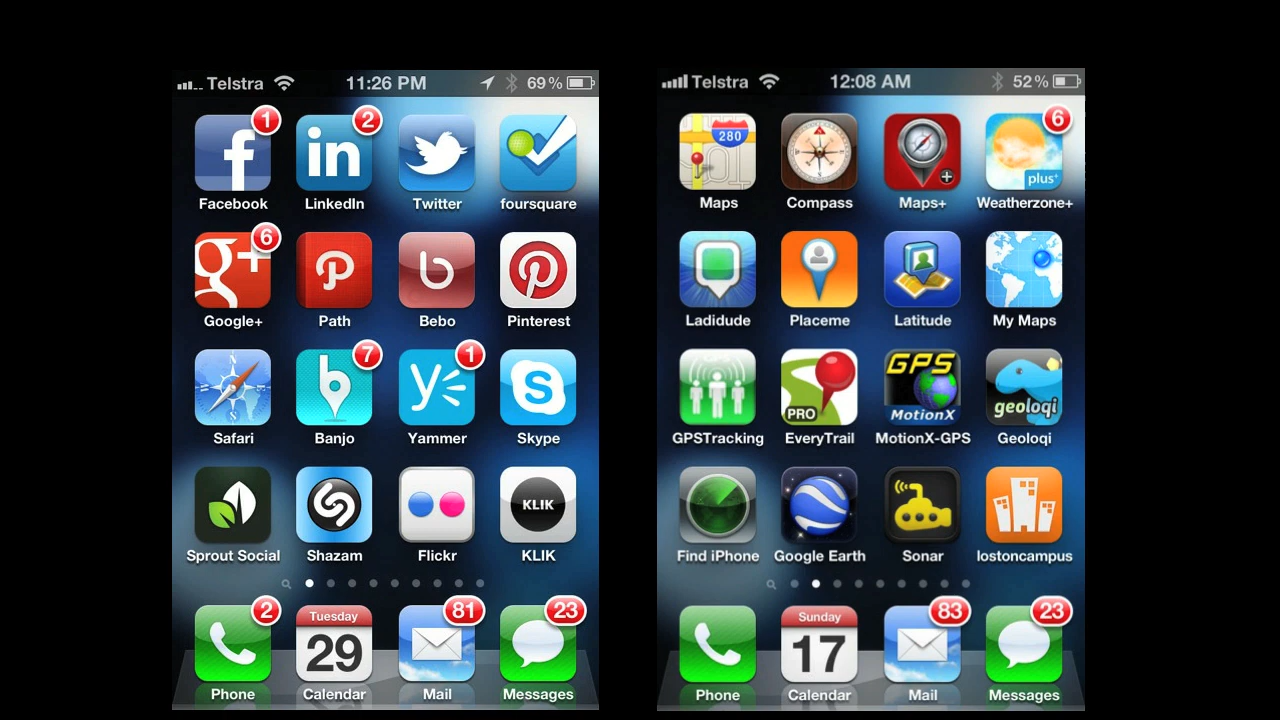 Telstra 11:26 PM 69%
1 2
f in
Facebook LinkedIn Twitter foursquare
6
g+ P b P
Google+ Path Bebo Pinterest
7 1
b y S
Safari Banjo Yammer Skype
KLIK
Sprout Social Shazam Flickr KLIK
2 Tuesday 81 23
29
Phone Calendar Mail Messages
Telstra 12:08 AM 52%
6
280
plus+
Maps Compass Maps+ Weatherzone+
Ladidude Placeme Latitude My Maps
GPS
PRO MotionX geoloqi
GPSTracking EveryTrail MotionX-GPS Geoloqi
Find iPhone Google Earth Sonar lostoncampus
Sunday 83 23
17
Phone Calendar Mail Messages